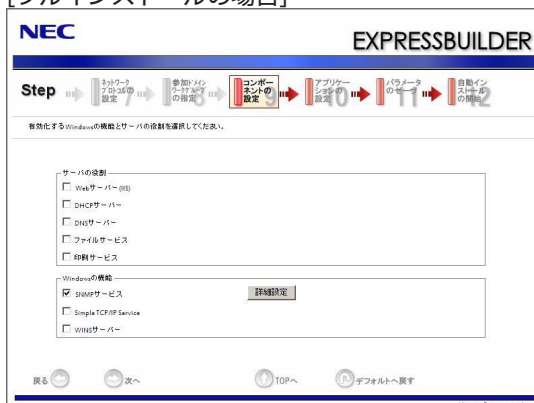 [フルインストールの場合]
NEC
EXPRESSBUILDER
Step
ネットワーク
プロトコルの
設定
7
参加ドメイン
ワークグループ
の指定
8
コンポー
ネントの
設定
9
アプリケー
ションの
設定
10
パラメータ
のセーブ
11
自動イン
ストール
の開始
12
有効化するWindowsの機能とサーバの役割を選択してください。
サーバの役割
Webサーバー(IIS)
DHCPサーバー
DNSサーバー
ファイルサービス
印刷サービス
Windowsの機能
SNMPサービス
詳細設定
Simple TCP/IP Service
WINSサーバー
戻る
次へ
TOPへ
デフォルトへ戻す